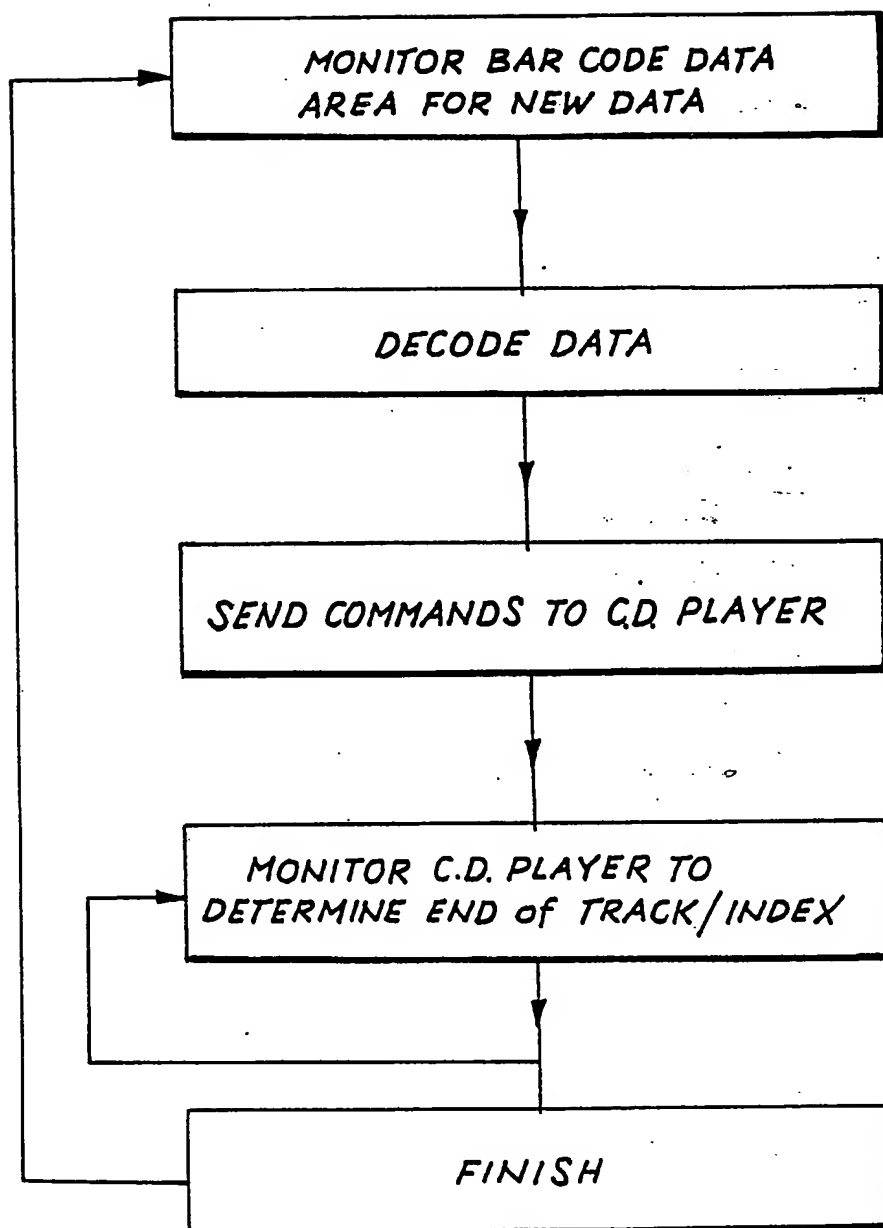 MONITOR BAR CODE DATA
AREA FOR NEW DATA
DECODE DATA
SEND COMMANDS TO C.D. PLAYER
MONITOR C.D. PLAYER TO
DETERMINE END of TRACK/INDEX
FINISH